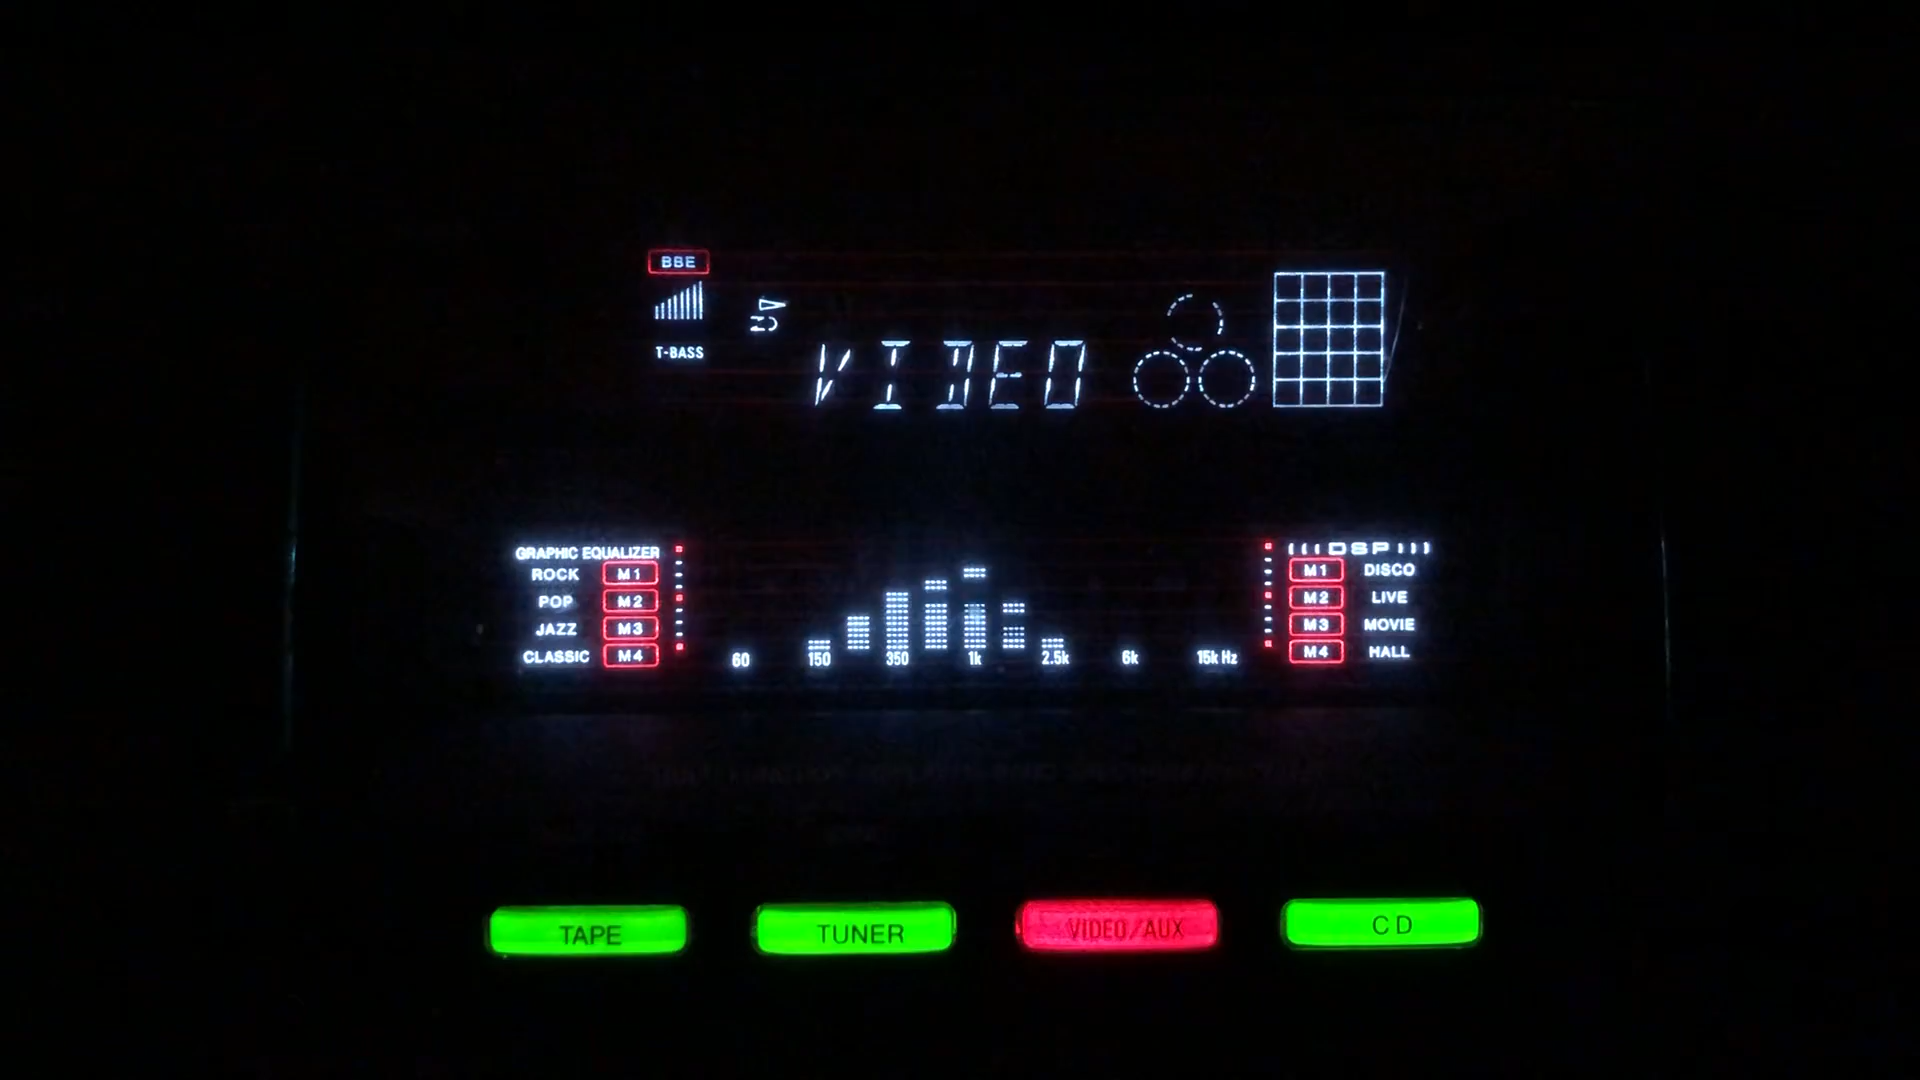 BBE
T-BASS
VIDEO
GRAPHIC EQUALIZER
ROCK M1
POP M2
JAZZ M3
CLASSIC M4
60 150 350 1k 2.5k 6k 15k Hz
DSP
M1 DISCO
M2 LIVE
M3 MOVIE
M4 HALL
TAPE TUNER VIDEO/AUX CD